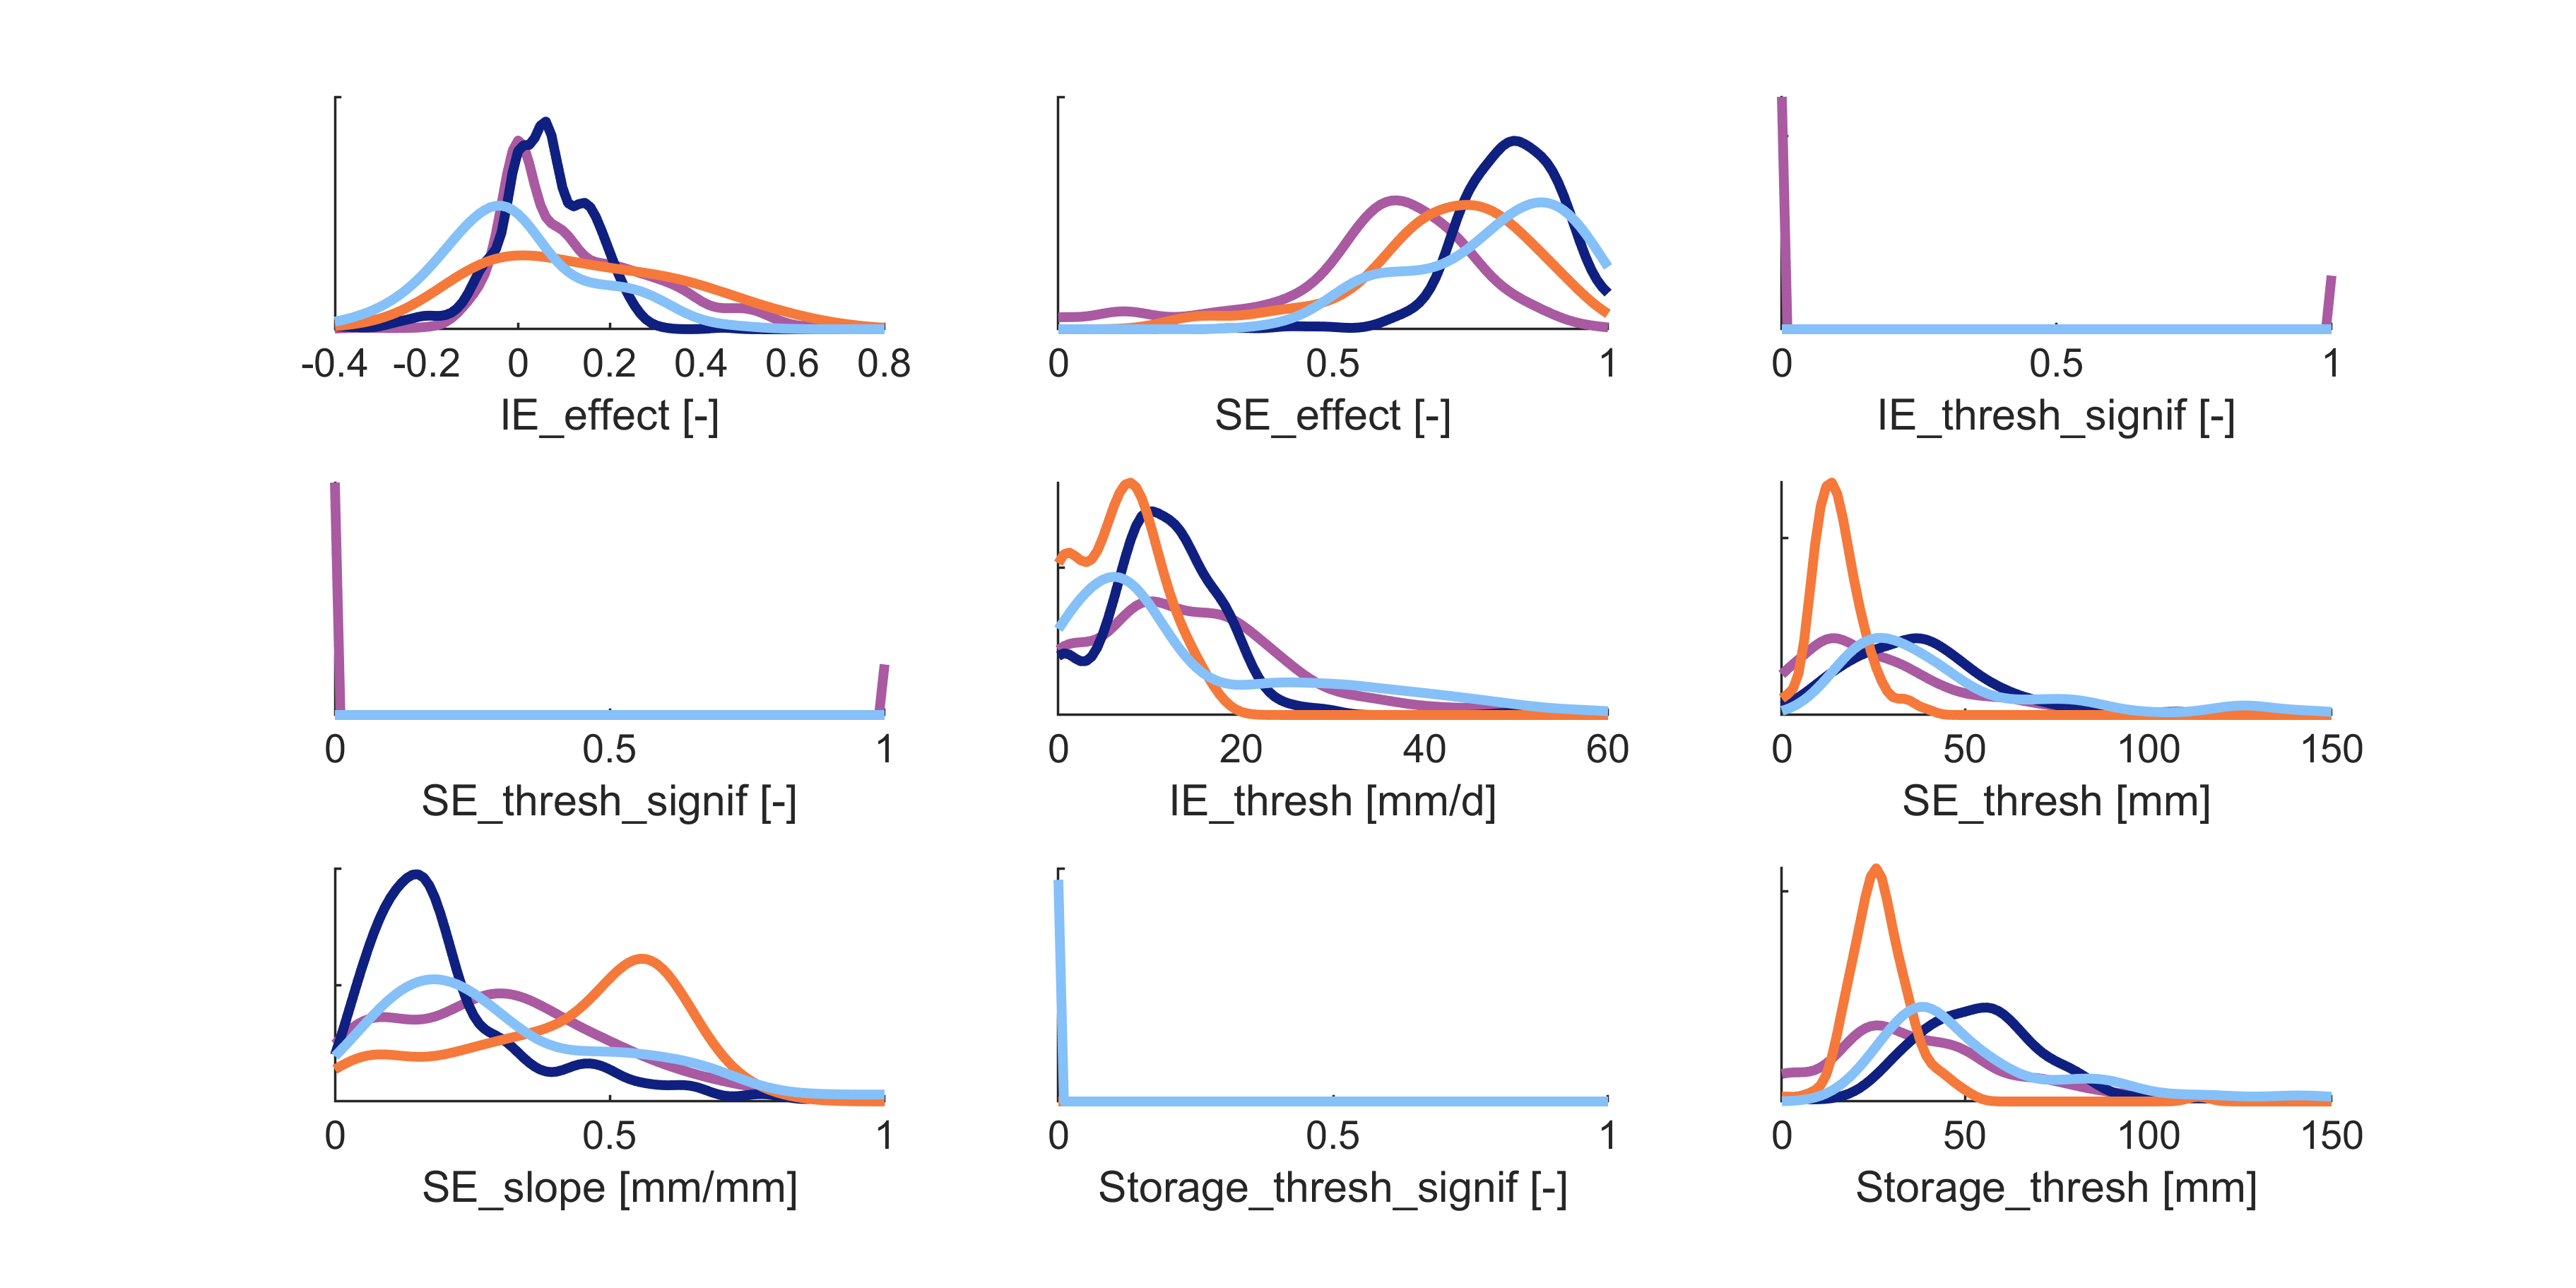 -0.4 -0.2 0 0.2 0.4 0.6 0.8
IE_effect [-]
0 0.5 1
SE_effect [-]
0 0.5 1
IE_thresh_signif [-]
0 0.5 1
SE_thresh_signif [-]
0 20 40 60
IE_thresh [mm/d]
0 50 100 150
SE_thresh [mm]
0 0.5 1
SE_slope [mm/mm]
0 0.5 1
Storage_thresh_signif [-]
0 50 100 150
Storage_thresh [mm]